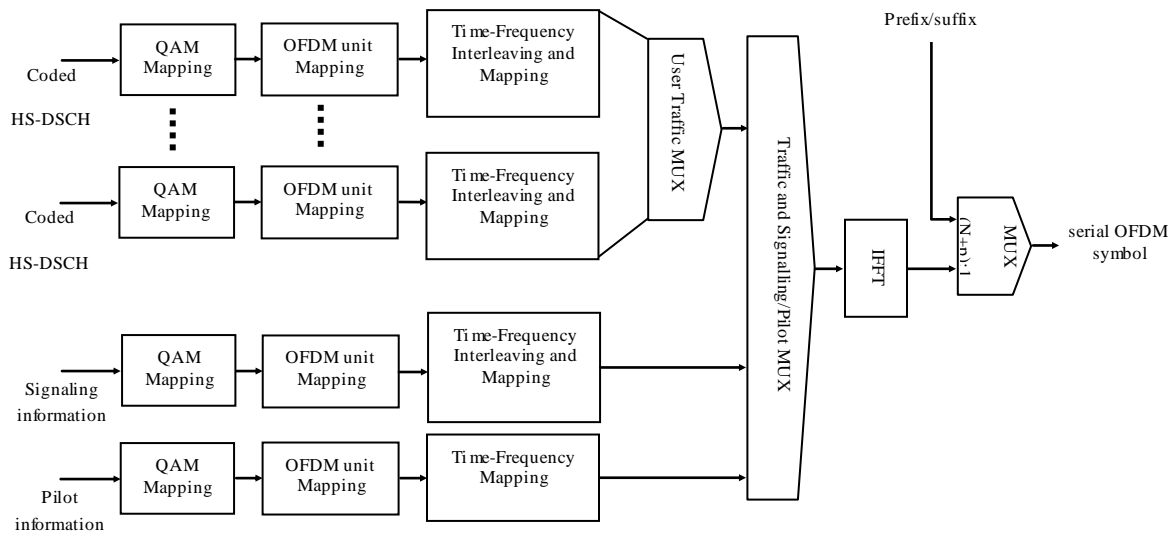 Prefix/suffix
Coded
HS-DSCH
QAM
Mapping
OFDM unit
Mapping
Time-Frequency
Interleaving and
Mapping
Coded
HS-DSCH
QAM
Mapping
OFDM unit
Mapping
Time-Frequency
Interleaving and
Mapping
User Traffic MUX
Signaling
information
QAM
Mapping
OFDM unit
Mapping
Time-Frequency
Interleaving and
Mapping
Pilot
information
QAM
Mapping
OFDM unit
Mapping
Time-Frequency
Mapping
Traffic and Signalling/Pilot MUX
IFFT
MUX
(N+p):1
serial OFDM
symbol